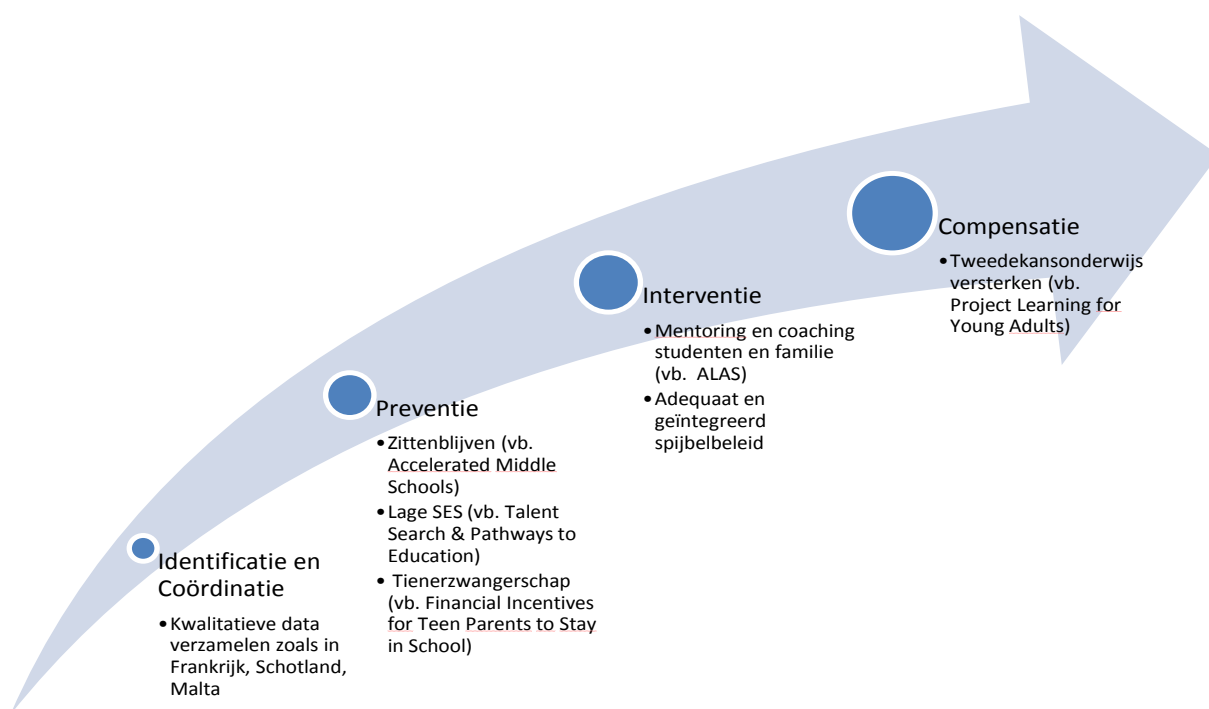 Identificatie en
Coördinatie
•Kwalitatieve data
verzamelen zoals in
Frankrijk, Schotland,
Malta
Preventie
•Zittenblijven (vb.
Accelerated Middle
Schools)
•Lage SES (vb. Talent
Search & Pathways to
Education)
• Tienerzwangerschap
(vb. Financial Incentives
for Teen Parents to Stay
in School)
Interventie
•Mentoring en coaching
studenten en familie
(vb.  ALAS)
•Adequaat en
geïntegreerd
spijbelbeleid
Compensatie
•Tweedekansonderwijs
versterken (vb.
Project Learning for
Young Adults)